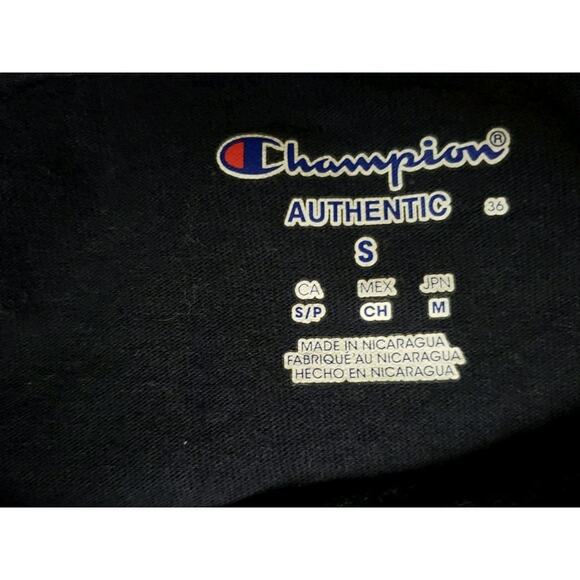 Champion®
AUTHENTIC 36
S
CA MEX JPN
S/P CH M
MADE IN NICARAGUA
FABRIQUÉ AU NICARAGUA
HECHO EN NICARAGUA